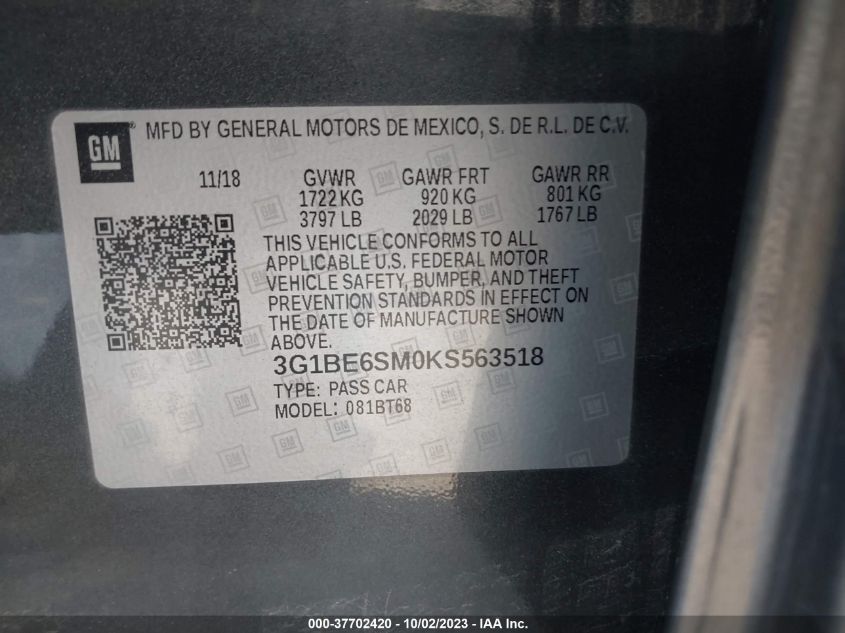 GM® MFD BY GENERAL MOTORS DE MEXICO, S. DE R.L. DE C.V.
11/18 GVWR GAWR FRT GAWR RR
1722 KG 920 KG 801 KG
3797 LB 2029 LB 1767 LB
THIS VEHICLE CONFORMS TO ALL
APPLICABLE U.S. FEDERAL MOTOR
VEHICLE SAFETY, BUMPER, AND THEFT
PREVENTION STANDARDS IN EFFECT ON
THE DATE OF MANUFACTURE SHOWN
ABOVE.
3G1BE6SM0KS563518
TYPE: PASS CAR
MODEL: 081BT68
000-37702420 - 10/02/2023 - IAA Inc.